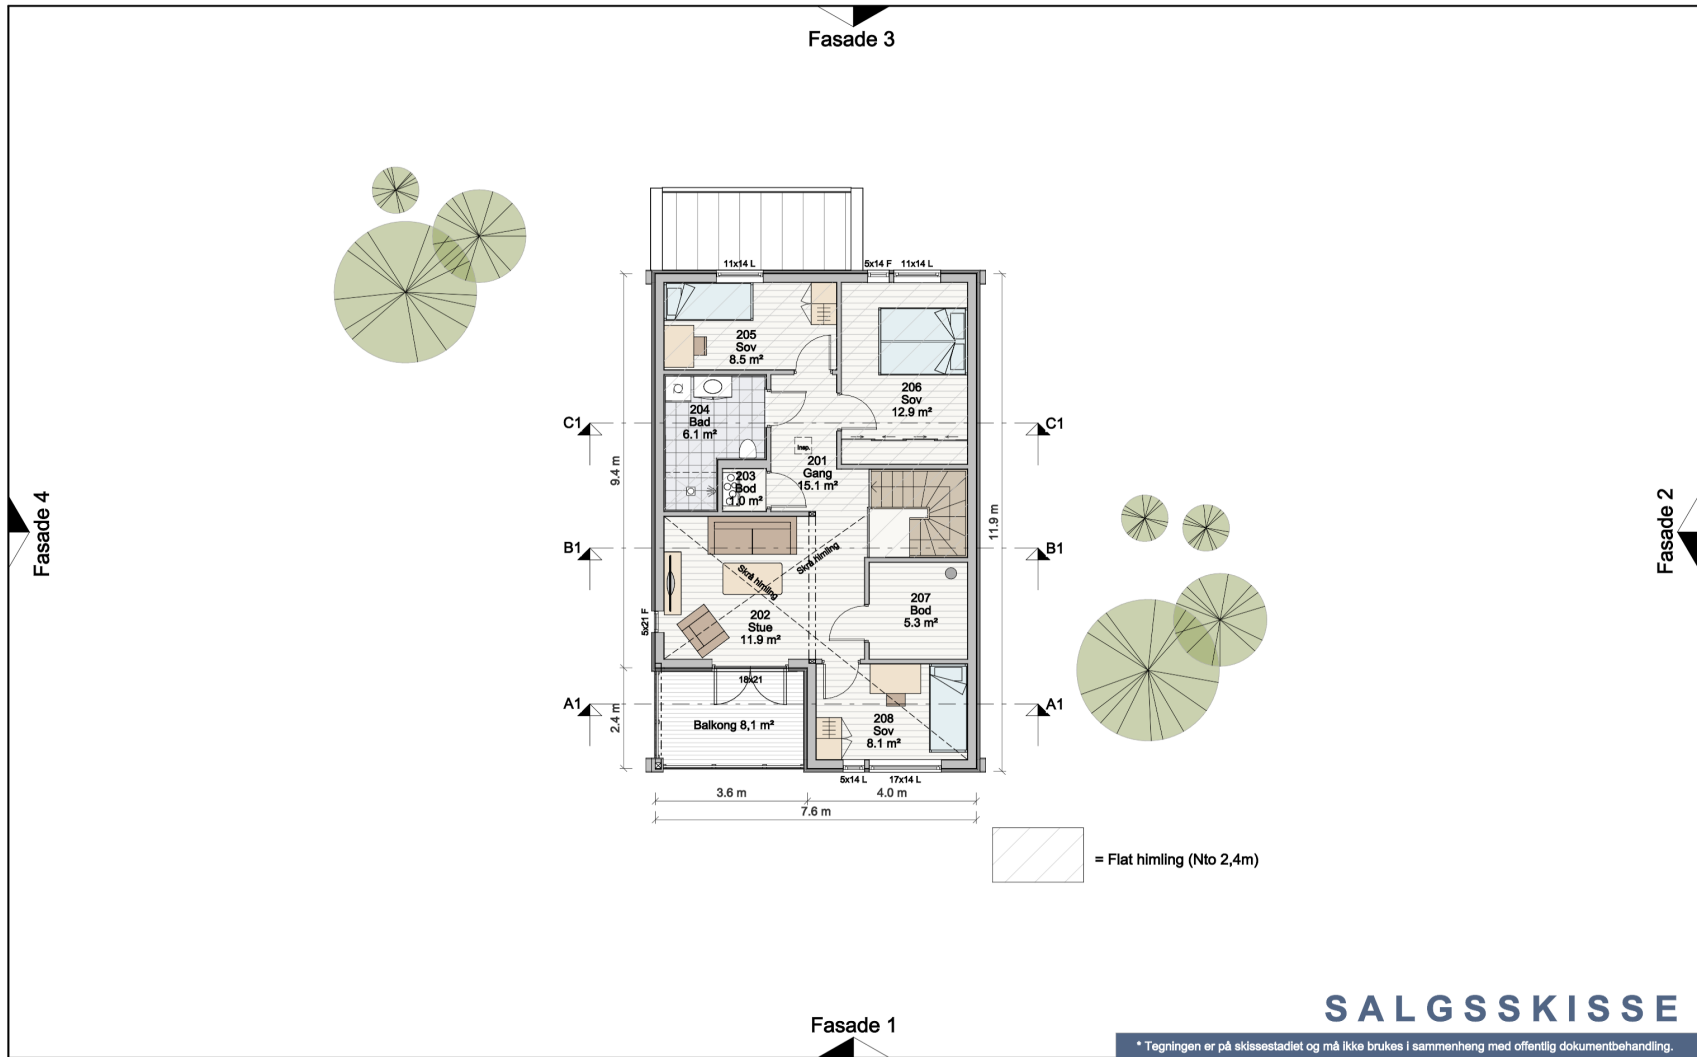 Fasade 3
11x14 L
5x14 F
11x14 L
205
Sov
8.5 m²
206
Sov
12.9 m²
204
Bad
6.1 m²
C1
C1
Insp.
201
Gang
15.1 m²
203
Bod
1.0 m²
9.4 m
11.9 m
Fasade 4
Fasade 2
B1
B1
Skrå himling
Skrå himling
207
Bod
5.3 m²
202
Stue
11.9 m²
5x21 F
18x21
A1
A1
2.4 m
Balkong 8,1 m²
208
Sov
8.1 m²
5x14 L
17x14 L
3.6 m
4.0 m
7.6 m
= Flat himling (Nto 2,4m)
SALGSSKISSE
Fasade 1
* Tegningen er på skissestadiet og må ikke brukes i sammenheng med offentlig dokumentbehandling.